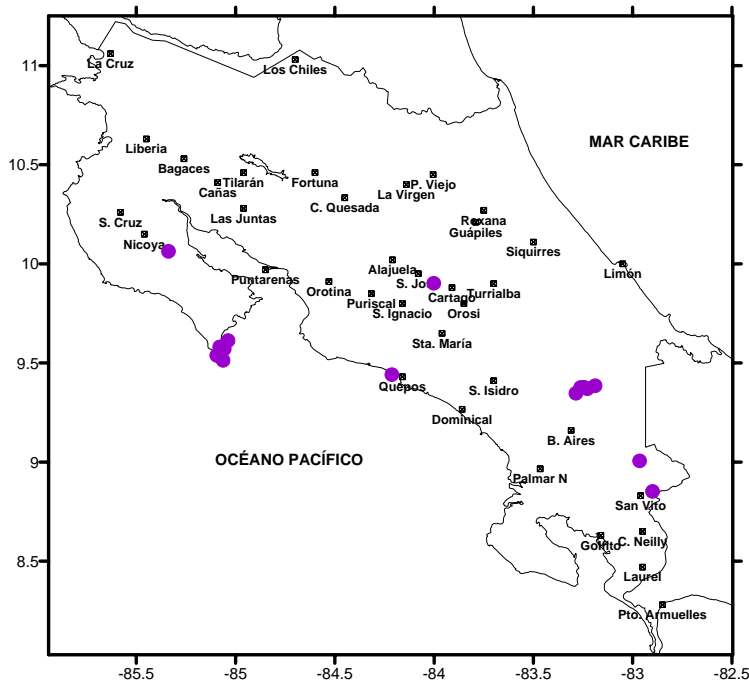 La Cruz
Los Chiles
11
MAR CARIBE
Liberia
10.5
Bagaces
Tilarán
Fortuna
P. Viejo
Cañas
La Virgen
C. Quesada
S. Cruz
Las Juntas
Roxana
Guápiles
Nicoya
Siquirres
10
Alajuela
Limón
Puntarenas
S. Jo
Orotina
Cartago
Turrialba
Puriscal
S. Ignacio
Orosi
Sta. María
9.5
Quepos
S. Isidro
Dominical
B. Aires
OCÉANO PACÍFICO
9
Palmar N
San Vito
8.5
Golfito
C. Neilly
Laurel
Pto. Armuelles
-85.5
-85
-84.5
-84
-83.5
-83
-82.5